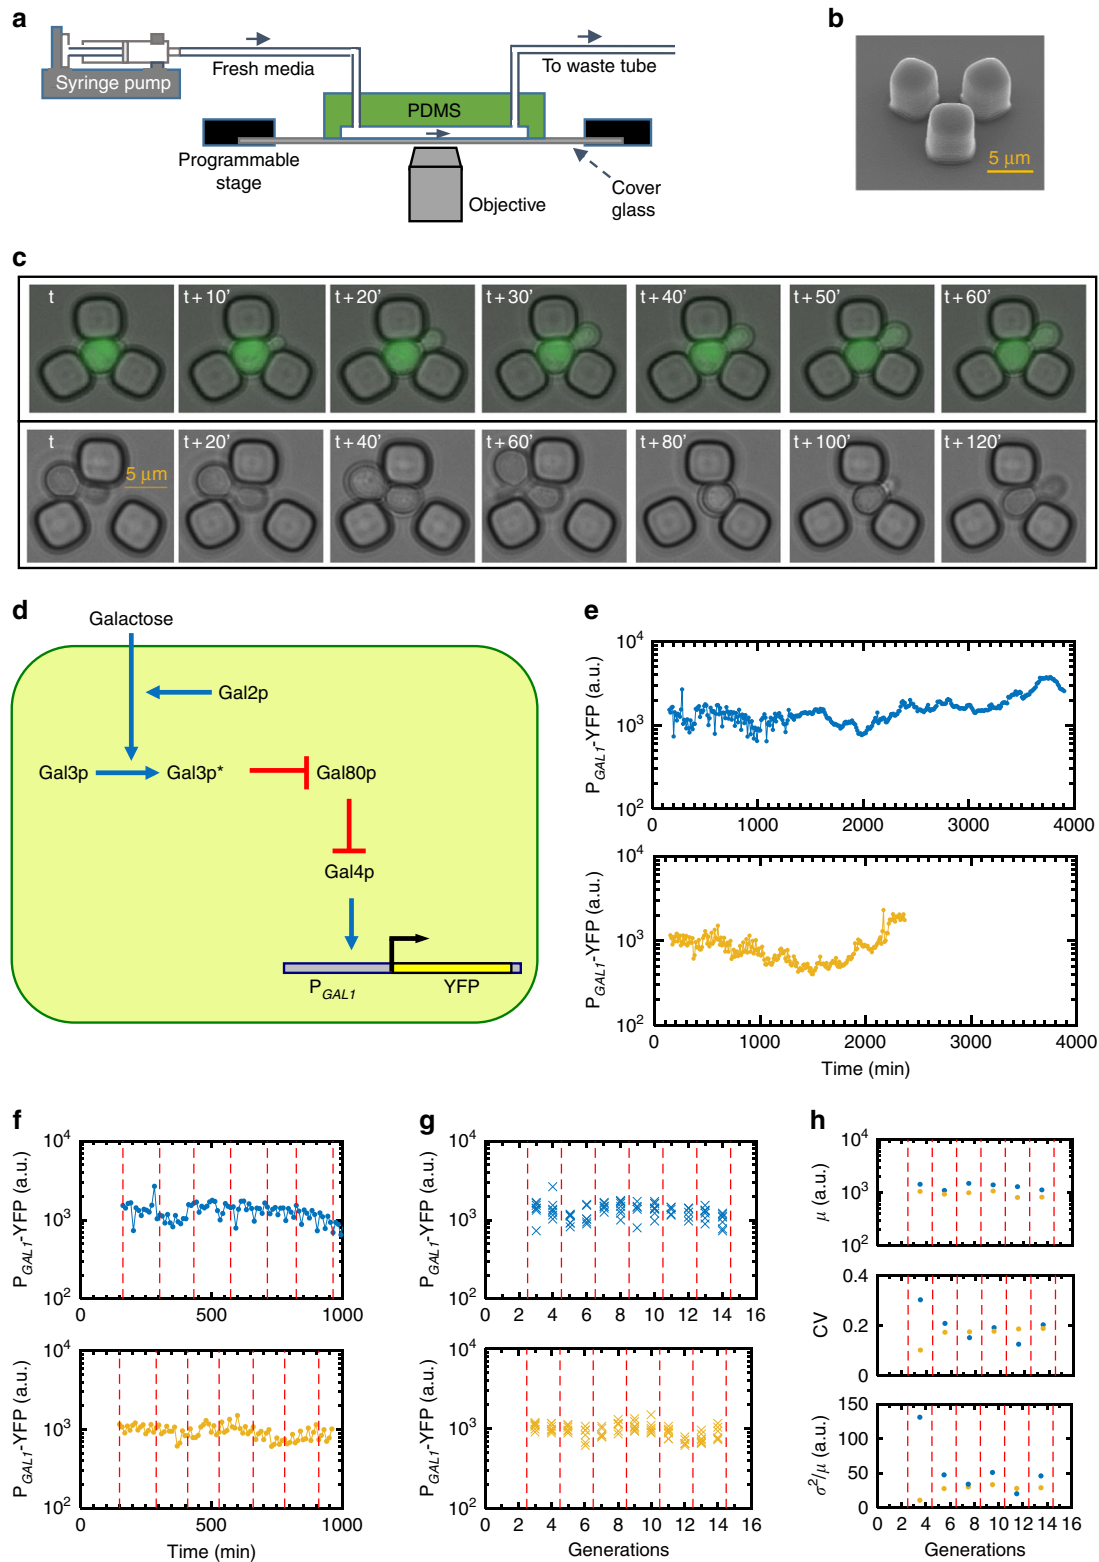 a
Syringe pump
Fresh media
To waste tube
PDMS
Programmable
stage
Objective
Cover
glass
b
5 μm
c
t
t + 10'
t + 20'
t + 30'
t + 40'
t + 50'
t + 60'
t
5 μm
t + 20'
t + 40'
t + 60'
t + 80'
t + 100'
t + 120'
d
Galactose
Gal2p
Gal3p
Gal3p*
Gal80p
Gal4p
P_GAL1
YFP
e
P_GAL1-YFP (a.u.)
10^4
10^3
10^2
0 1000 2000 3000 4000
P_GAL1-YFP (a.u.)
10^4
10^3
10^2
0 1000 2000 3000 4000
Time (min)
f
P_GAL1-YFP (a.u.)
10^4
10^3
10^2
0 500 1000
P_GAL1-YFP (a.u.)
10^4
10^3
10^2
0 500 1000
Time (min)
g
P_GAL1-YFP (a.u.)
10^4
10^3
10^2
0 2 4 6 8 10 12 14 16
P_GAL1-YFP (a.u.)
10^4
10^3
10^2
0 2 4 6 8 10 12 14 16
Generations
h
μ (a.u.)
10^4
10^3
10^2
CV
0.4
0.2
0
σ²/μ (a.u.)
150
100
50
0
0 2 4 6 8 10 12 14 16
Generations